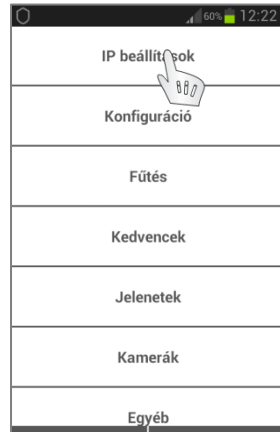 60% 12:22
IP beállítások
Konfiguráció
Fűtés
Kedvencek
Jelenetek
Kamerák
Egyéb